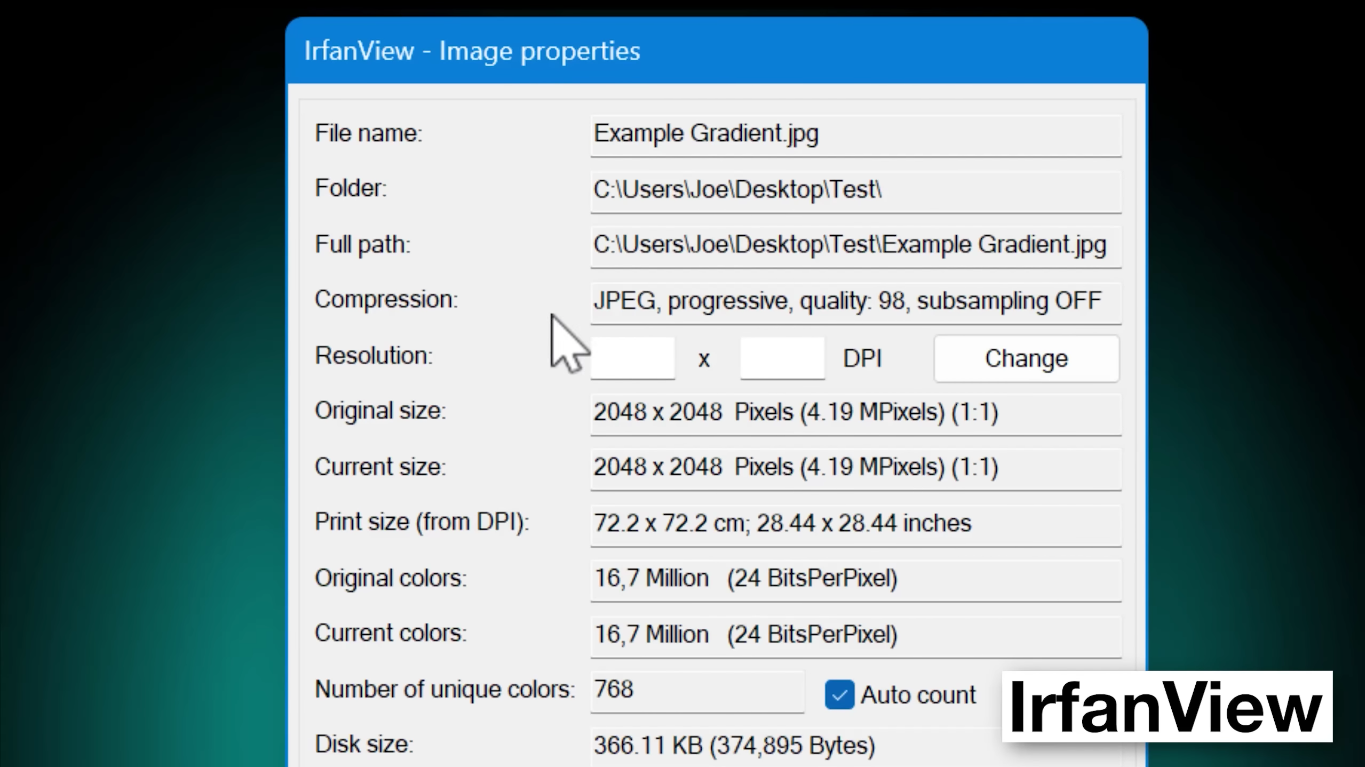 IrfanView - Image properties
File name: Example Gradient.jpg
Folder: C:\Users\Joe\Desktop\Test\
Full path: C:\Users\Joe\Desktop\Test\Example Gradient.jpg
Compression: JPEG, progressive, quality: 98, subsampling OFF
Resolution: x DPI Change
Original size: 2048 x 2048 Pixels (4.19 MPixels) (1:1)
Current size: 2048 x 2048 Pixels (4.19 MPixels) (1:1)
Print size (from DPI): 72.2 x 72.2 cm; 28.44 x 28.44 inches
Original colors: 16,7 Million (24 BitsPerPixel)
Current colors: 16,7 Million (24 BitsPerPixel)
Number of unique colors: 768 Auto count
IrfanView
Disk size: 366.11 KB (374,895 Bytes)